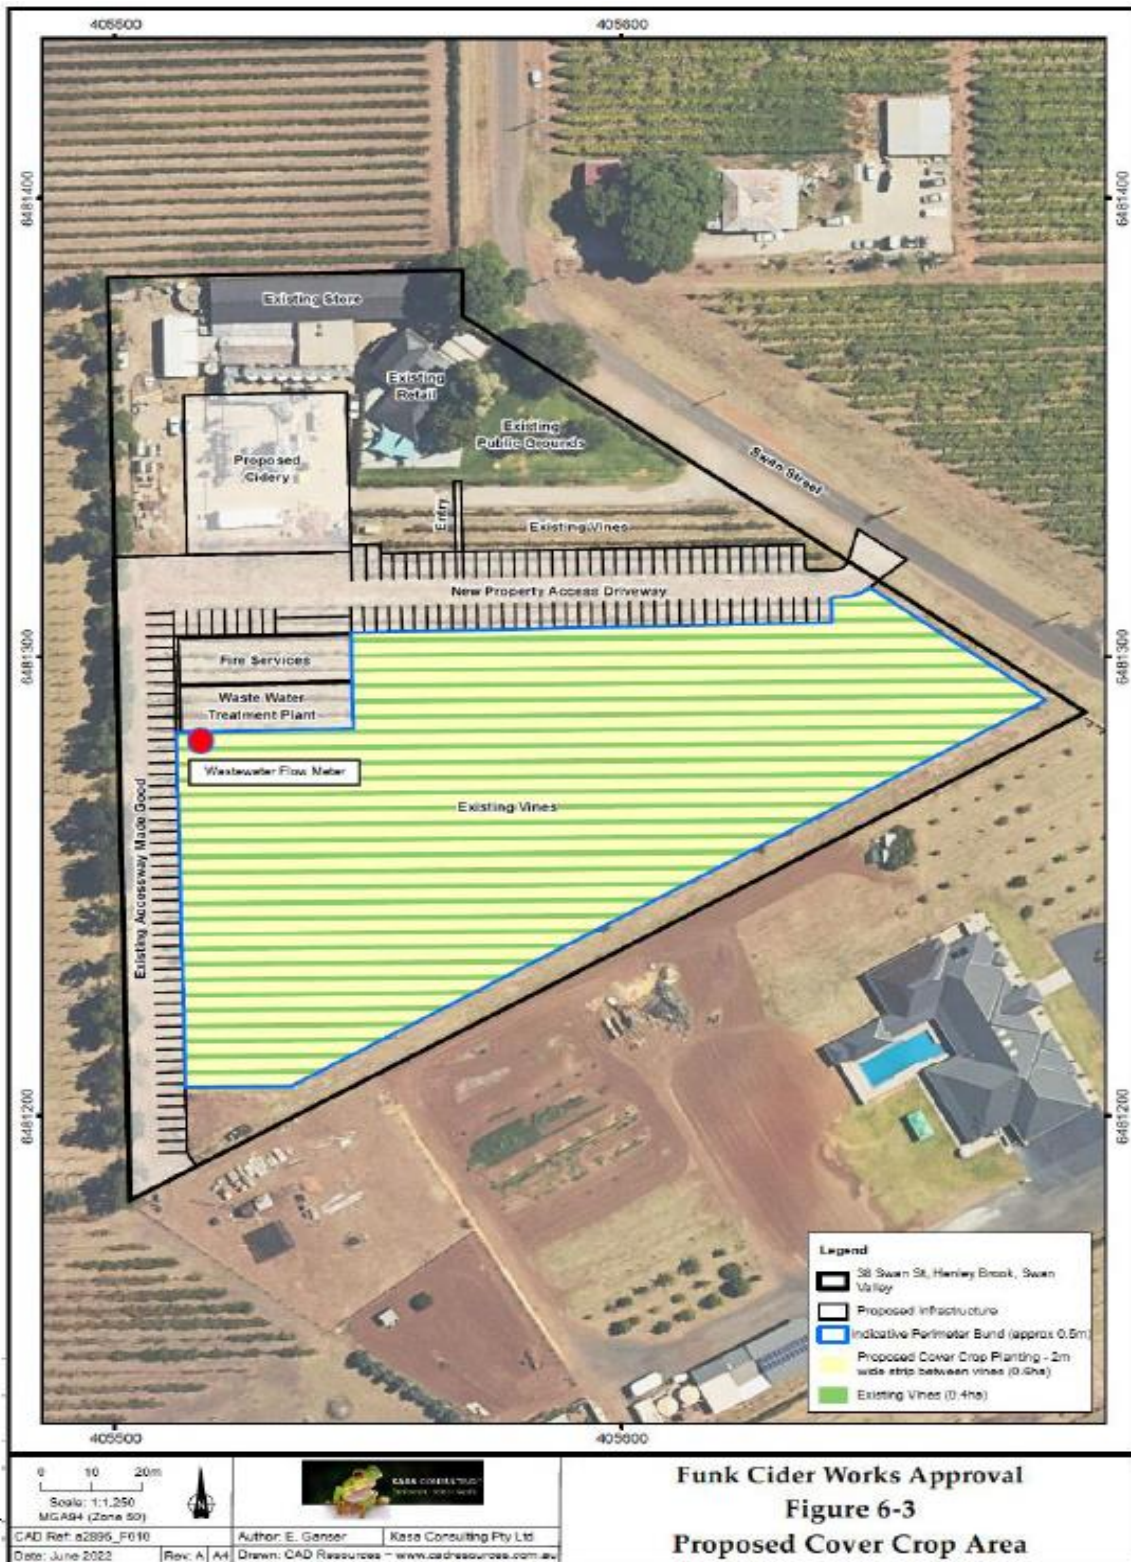 405500
405600
6481400
6481400
Existing Store
Existing
Retail
Existing
Public Grounds
Proposed
Cidery
Swan Street
Entry
Existing Vines
New Property Access Driveway
6481300
6481300
Fire Services
Waste Water
Treatment Plant
Wastewater Flow Meter
Existing Vines
Existing Accessway Made Good
6481200
6481200
Legend
38 Swan St, Henley Brook, Swan
Valley
Proposed Infrastructure
Indicative Perimeter Bund (approx 0.5m)
Proposed Cover Crop Planting - 2m
wide strip between vines (0.6ha)
Existing Vines (0.4ha)
405500
405600
0 10 20m
Scale: 1:1,250
MGA94 (Zone 50)
N
CAD Ref: a2895_F010
Date: June 2022
Rev: A
A4
KASA CONSULTING
Author: E. Ganser
Kasa Consulting Pty Ltd
Drawn: CAD Resources ~ www.cadresources.com.au
Funk Cider Works Approval
Figure 6-3
Proposed Cover Crop Area